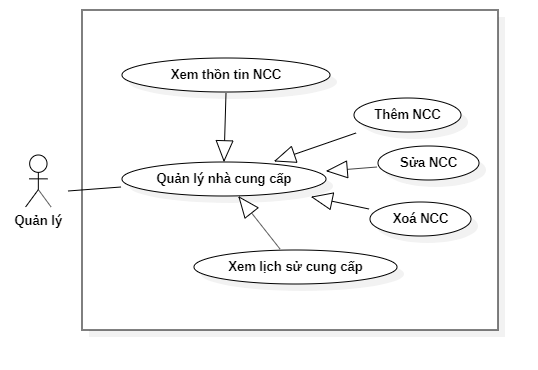 Xem thồn tin NCC
Thêm NCC
Sửa NCC
Quản lý nhà cung cấp
Xoá NCC
Quản lý
Xem lịch sử cung cấp